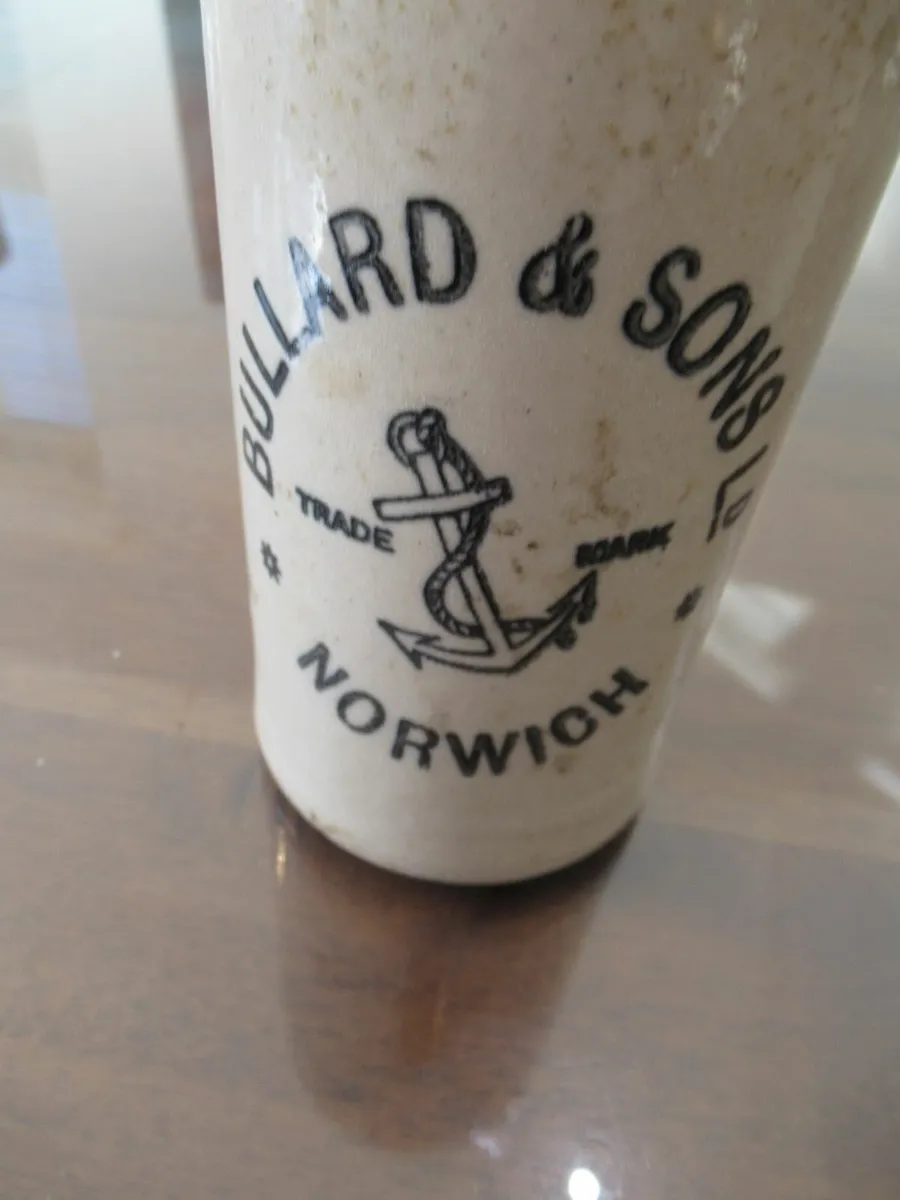 BULLARD & SONS LD
TRADE MARK
* NORWICH *